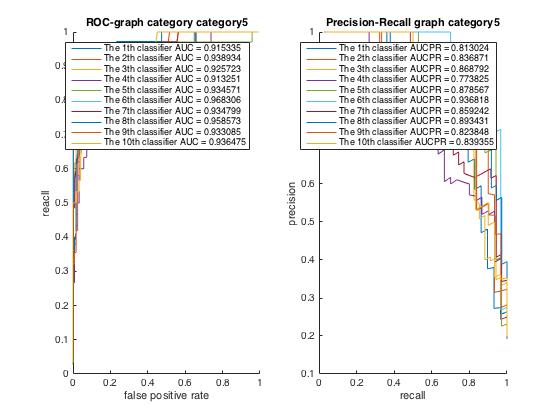 ROC-graph category category5
1
The 1th classifier AUC = 0.915335
The 2th classifier AUC = 0.938934
The 3th classifier AUC = 0.925723
The 4th classifier AUC = 0.913251
The 5th classifier AUC = 0.934571
The 6th classifier AUC = 0.968306
The 7th classifier AUC = 0.934799
The 8th classifier AUC = 0.958573
The 9th classifier AUC = 0.933085
The 10th classifier AUC = 0.936475
0.6
0.5
0.4
0.3
0.2
0.1
0
reacll
0
0.2
0.4
0.6
0.8
1
false positive rate
Precision-Recall graph category5
1
The 1th classifier AUCPR = 0.813024
The 2th classifier AUCPR = 0.836871
The 3th classifier AUCPR = 0.868792
The 4th classifier AUCPR = 0.773825
The 5th classifier AUCPR = 0.878567
The 6th classifier AUCPR = 0.936818
The 7th classifier AUCPR = 0.859242
The 8th classifier AUCPR = 0.893431
The 9th classifier AUCPR = 0.823848
The 10th classifier AUCPR = 0.839355
0.6
0.5
0.4
0.3
0.2
0.1
precision
0
0.2
0.4
0.6
0.8
1
recall